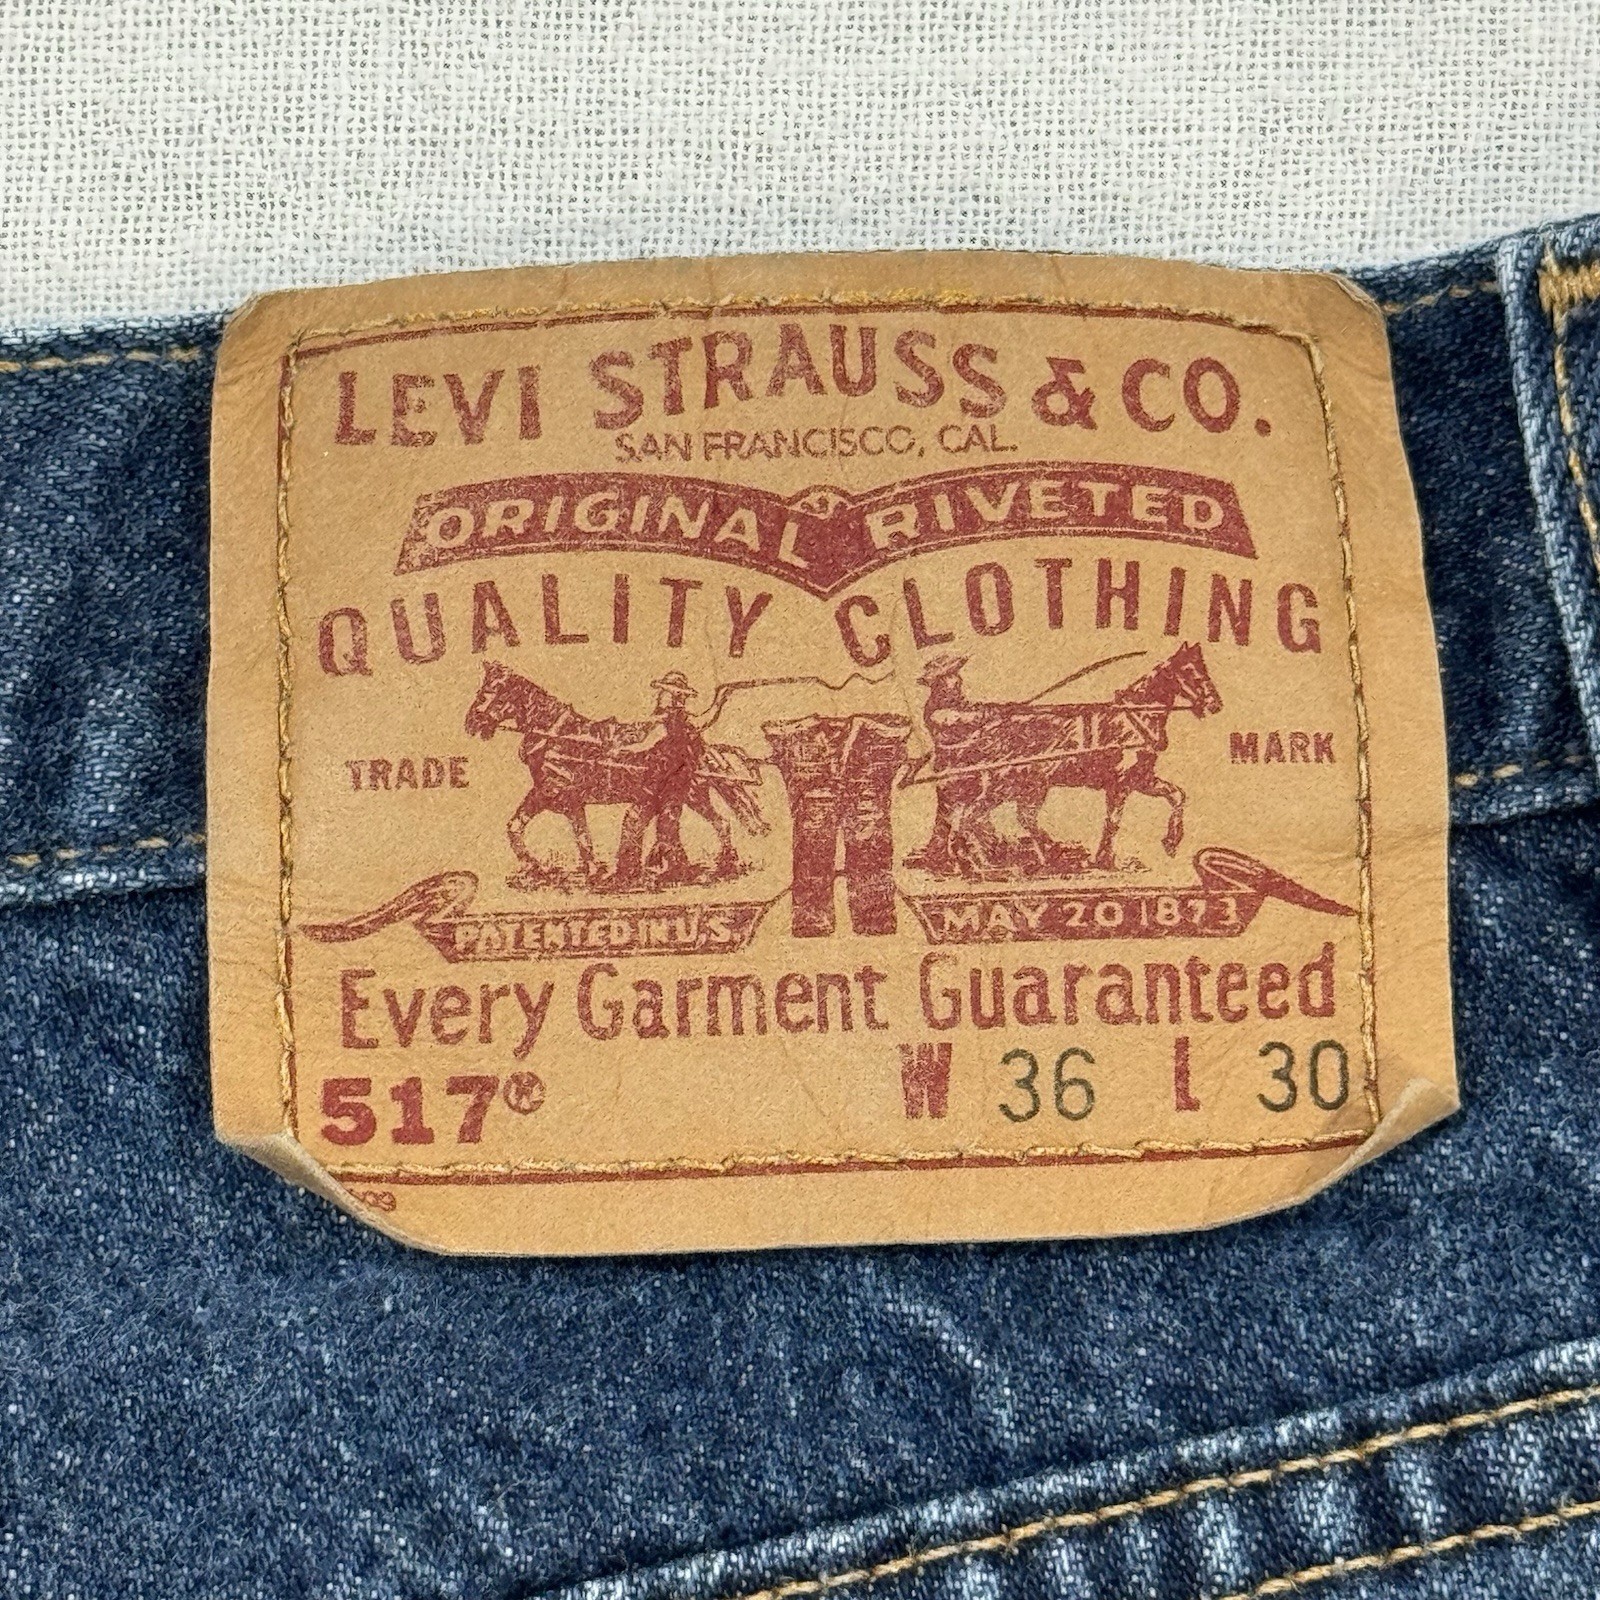 LEVI STRAUSS & CO.
SAN FRANCISCO, CAL.
ORIGINAL RIVETED
QUALITY CLOTHING
TRADE MARK
PATENTED IN U.S. MAY 20 1873
Every Garment Guaranteed
517® W 36 L 30